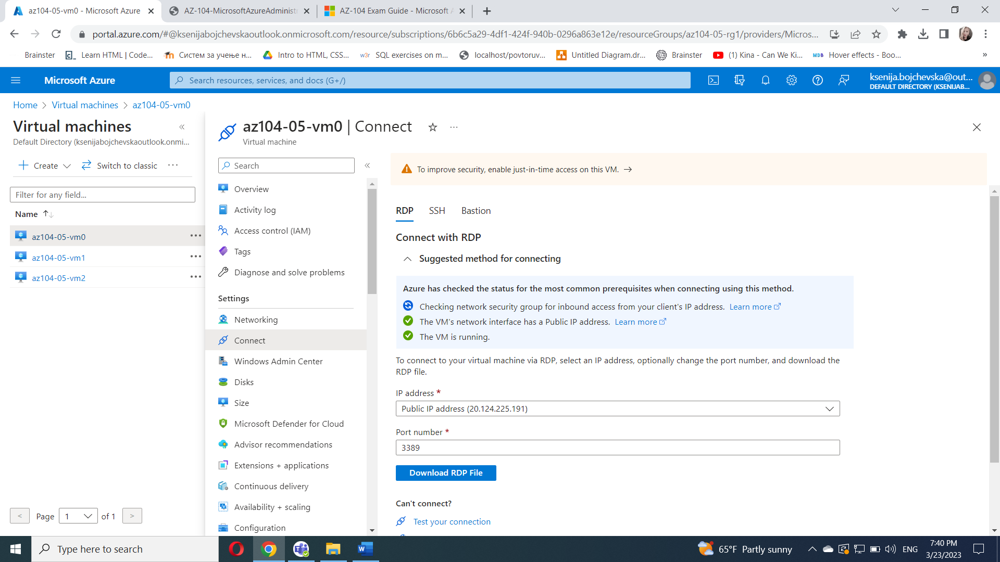 az104-05-vm0 - Microsoft Azure
AZ-104-MicrosoftAzureAdministr
AZ-104 Exam Guide - Microsoft A
portal.azure.com/#@ksenijabojchevskaoutlook.onmicrosoft.com/resource/subscriptions/6b6c5a29-4df1-424f-940b-0296a863e12e/resourceGroups/az104-05-rg1/providers/Micros...
Brainster
Learn HTML | Code...
Систем за учење н...
Intro to HTML, CSS...
w3r SQL exercises on m...
localhost/povtoruv...
Untitled Diagram.dr...
Brainster
(1) Kina - Can We Ki...
MDB Hover effects - Boo...
»
Microsoft Azure
Search resources, services, and docs (G+/)
ksenija.bojchevska@out...
DEFAULT DIRECTORY (KSENIJAB...
Home > Virtual machines > az104-05-vm0
Virtual machines
Default Directory (ksenijabojchevskaoutlook.onmi...
Create
Switch to classic
Filter for any field...
Name
az104-05-vm0
az104-05-vm1
az104-05-vm2
< Page 1 of 1 >
az104-05-vm0 | Connect
Virtual machine
Search
Overview
Activity log
Access control (IAM)
Tags
Diagnose and solve problems
Settings
Networking
Connect
Windows Admin Center
Disks
Size
Microsoft Defender for Cloud
Advisor recommendations
Extensions + applications
Continuous delivery
Availability + scaling
Configuration
To improve security, enable just-in-time access on this VM. →
RDP SSH Bastion
Connect with RDP
Suggested method for connecting
Azure has checked the status for the most common prerequisites when connecting using this method.
Checking network security group for inbound access from your client's IP address. Learn more
The VM's network interface has a Public IP address. Learn more
The VM is running.
To connect to your virtual machine via RDP, select an IP address, optionally change the port number, and download the
RDP file.
IP address *
Public IP address (20.124.225.191)
Port number *
3389
Download RDP File
Can't connect?
Test your connection
Type here to search
65°F Partly sunny
ENG
7:40 PM
3/23/2023